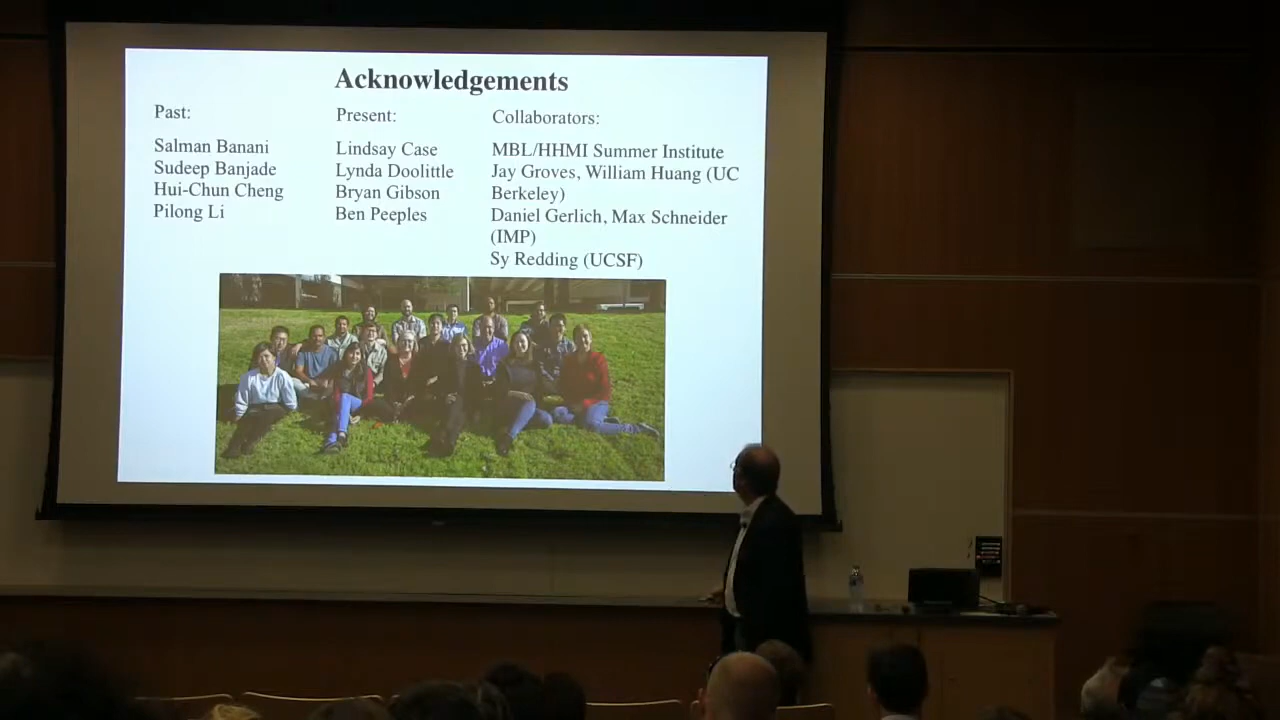 Acknowledgements
Past:
Salman Banani
Sudeep Banjade
Hui-Chun Cheng
Pilong Li
Present:
Lindsay Case
Lynda Doolittle
Bryan Gibson
Ben Peeples
Collaborators:
MBL/HHMI Summer Institute
Jay Groves, William Huang (UC
Berkeley)
Daniel Gerlich, Max Schneider
(IMP)
Sy Redding (UCSF)